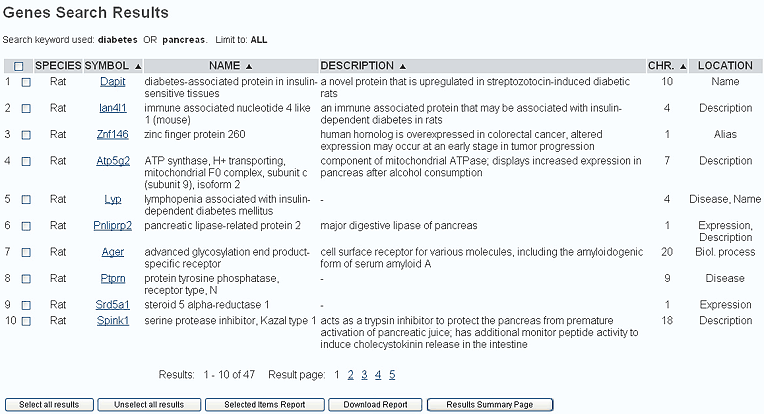 Genes Search Results
Search keyword used: diabetes OR pancreas. Limit to: ALL
SPECIES SYMBOL ▲ NAME ▲ DESCRIPTION ▲ CHR. ▲ LOCATION
1 Rat Dapit diabetes-associated protein in insulin- a novel protein that is upregulated in streptozotocin-induced diabetic 10 Name
sensitive tissues rats
2 Rat Ian4l1 immune associated nucleotide 4 like an immune associated protein that may be associated with insulin- 4 Description
1 (mouse) dependent diabetes in rats
3 Rat Znf146 zinc finger protein 260 human homolog is overexpressed in colorectal cancer, altered 1 Alias
expression may occur at an early stage in tumor progression
4 Rat Atp5g2 ATP synthase, H+ transporting, component of mitochondrial ATPase; displays increased expression in 7 Description
mitochondrial F0 complex, subunit c pancreas after alcohol consumption
(subunit 9), isoform 2
5 Rat Lyp lymphopenia associated with insulin- - 4 Disease, Name
dependent diabetes mellitus
6 Rat Pnliprp2 pancreatic lipase-related protein 2 major digestive lipase of pancreas 1 Expression,
Description
7 Rat Ager advanced glycosylation end product- cell surface receptor for various molecules, including the amyloidogenic 20 Biol. process
specific receptor form of serum amyloid A
8 Rat Ptprn protein tyrosine phosphatase, - 9 Disease
receptor type, N
9 Rat Srd5a1 steroid 5 alpha-reductase 1 - 1 Expression
10 Rat Spink1 serine protease inhibitor, Kazal type 1 acts as a trypsin inhibitor to protect the pancreas from premature 18 Description
activation of pancreatic juice; has additional monitor peptide activity to
induce cholecystokinin release in the intestine
Results: 1 - 10 of 47 Result page: 1 2 3 4 5
Select all results Unselect all results Selected Items Report Download Report Results Summary Page